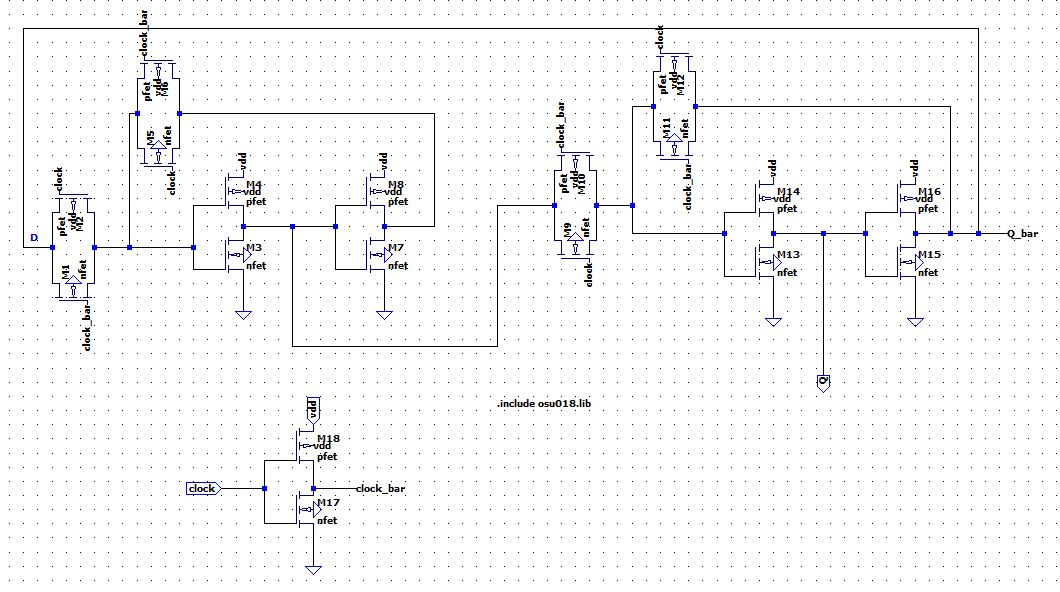 clock_bar
pfet
vdd
M6
M5
nfet
clock
clock
pfet
vdd
M2
D
M1
nfet
clock_bar
vdd
M4
vdd
pfet
M3
nfet
vdd
M8
vdd
pfet
M7
nfet
clock_bar
pfet
vdd
M10
M9
nfet
clock
clock
pfet
vdd
M12
M11
nfet
clock_bar
vdd
M14
vdd
pfet
M13
nfet
vdd
M16
vdd
pfet
M15
nfet
Q_bar
Q
.include osu018.lib
vdd
M18
vdd
pfet
clock
clock_bar
M17
nfet